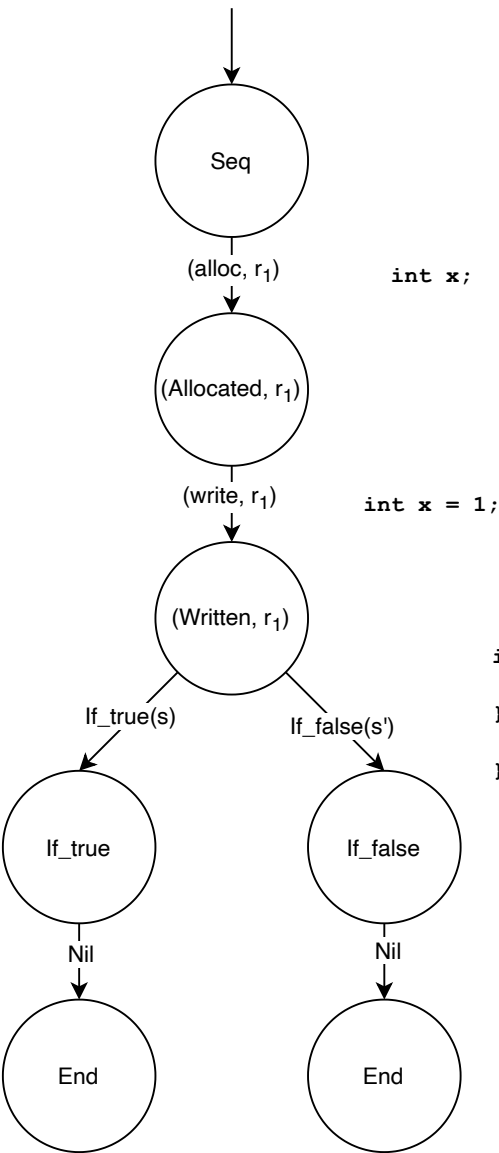 Seq
(alloc, r₁)
int x;
(Allocated, r₁)
(write, r₁)
int x = 1;
(Written, r₁)
i
If_true(s)
If_false(s')
}
}
If_true
If_false
Nil
Nil
End
End